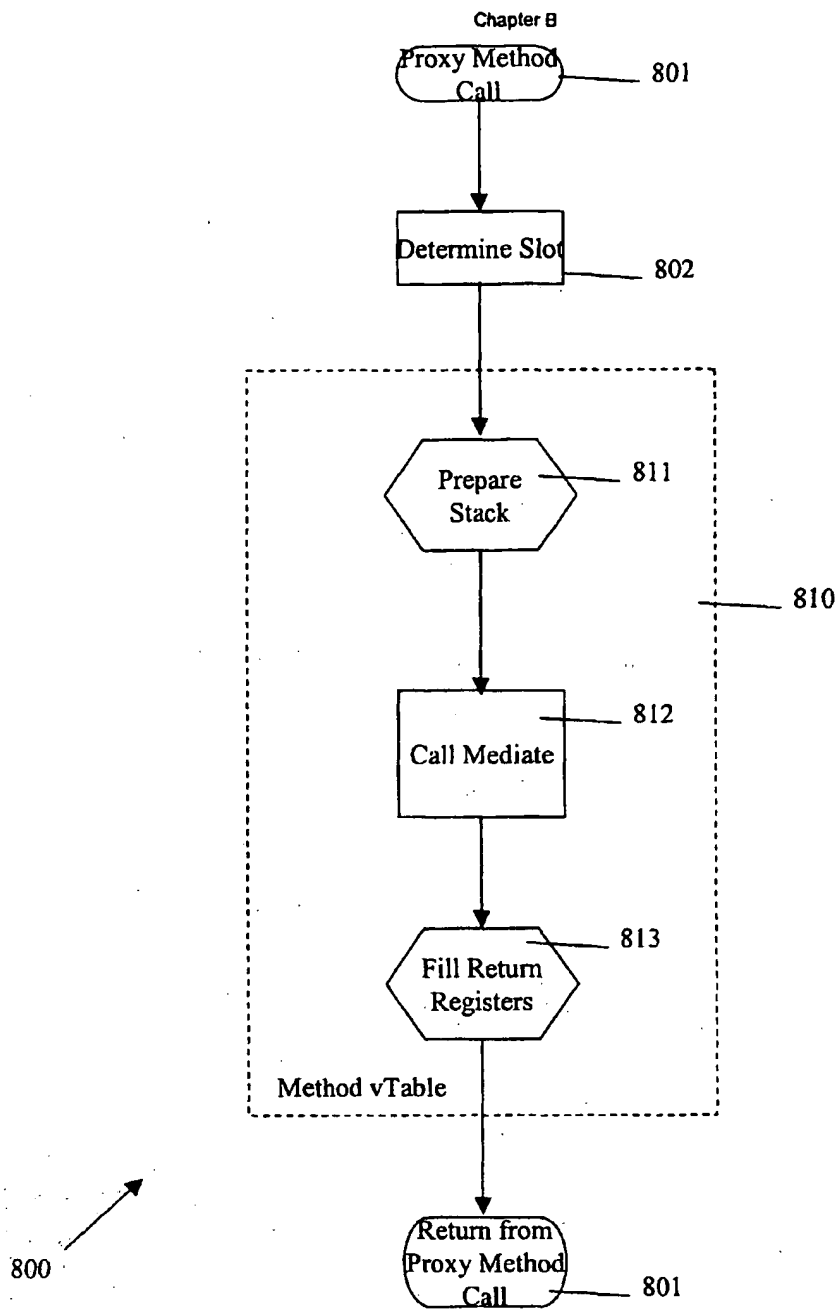 Chapter 8
Proxy Method
Call
801
Determine Slot
802
Prepare
Stack
811
810
Call Mediate
812
Fill Return
Registers
813
Method vTable
Return from
Proxy Method
Call
801
800